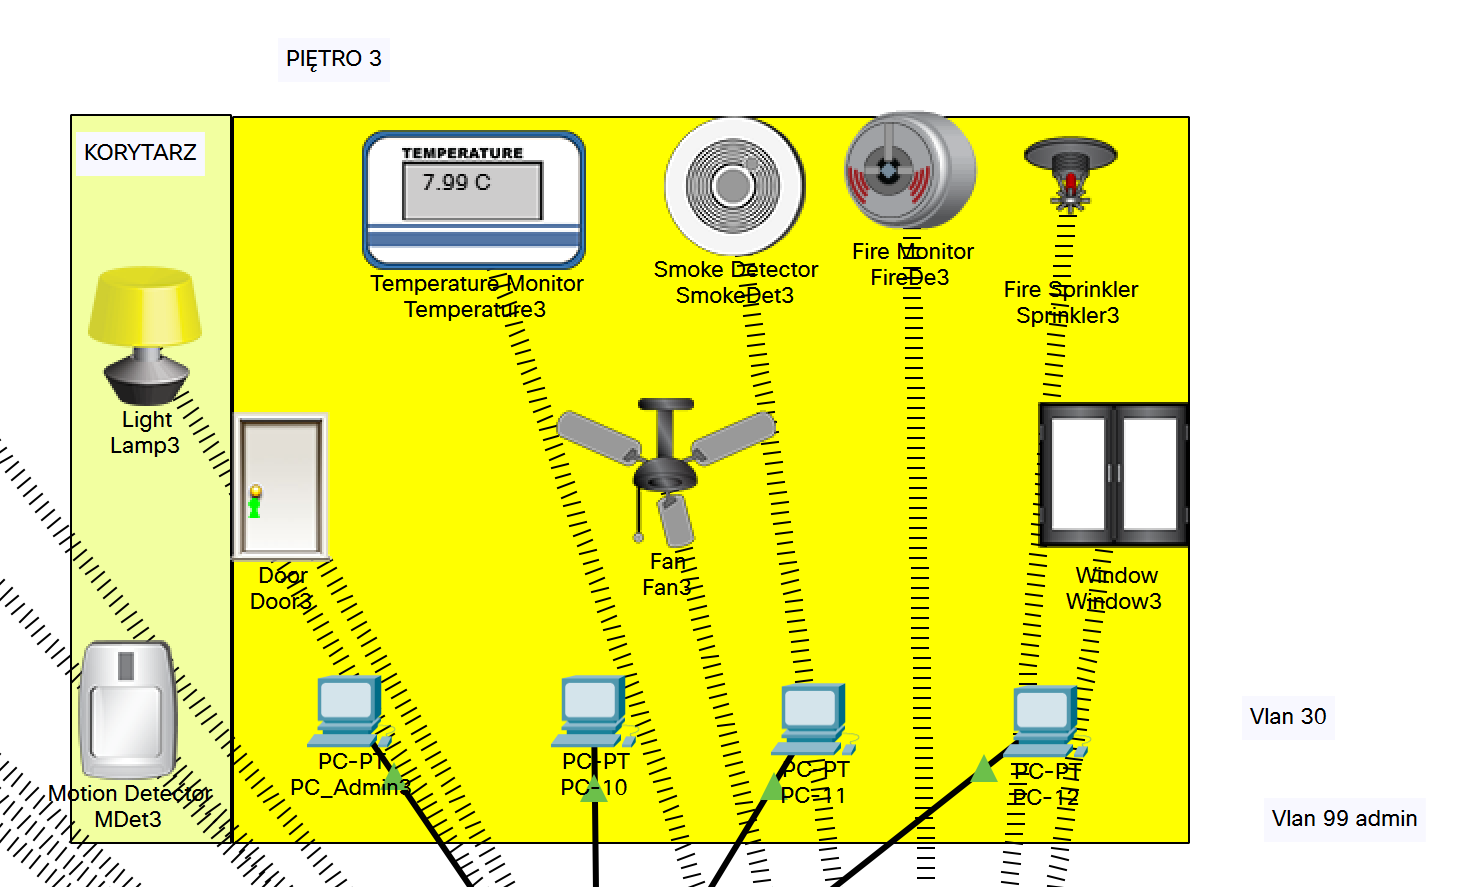 PIĘTRO 3
KORYTARZ
TEMPERATURE
7.99 C
Temperature Monitor
Temperature3
Smoke Detector
SmokeDet3
Fire Monitor
FireDe3
Fire Sprinkler
Sprinkler3
Light
Lamp3
Door
Door3
Fan
Fan3
Window
Window3
Motion Detector
MDet3
PC-PT
PC_Admin3
PC-PT
PC-10
PC-PT
PC-11
PC-PT
PC-12
Vlan 30
Vlan 99 admin